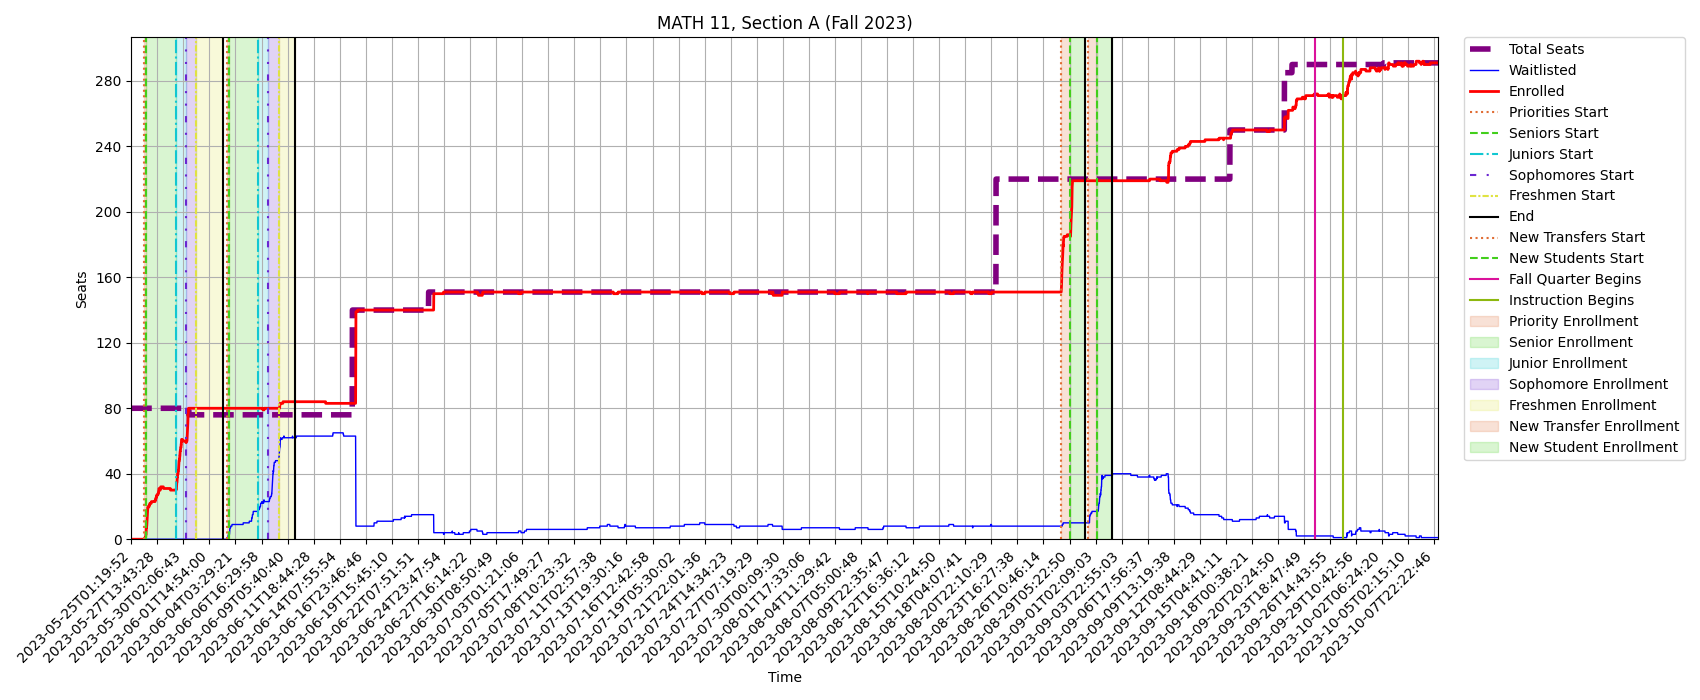 MATH 11, Section A (Fall 2023)
Seats
280
240
200
160
120
80
40
0
2023-05-25T01:19:52
2023-05-27T13:43:28
2023-05-30T02:06:43
2023-06-01T14:54:00
2023-06-04T03:29:21
2023-06-06T16:29:58
2023-06-09T05:40:40
2023-06-11T18:44:28
2023-06-14T07:55:54
2023-06-16T23:46:46
2023-06-19T15:45:10
2023-06-22T07:51:51
2023-06-24T23:47:54
2023-06-27T16:14:22
2023-06-30T08:50:49
2023-07-03T01:21:06
2023-07-05T17:49:27
2023-07-08T10:23:32
2023-07-11T02:57:38
2023-07-13T19:30:16
2023-07-16T12:42:58
2023-07-19T05:30:02
2023-07-21T22:01:36
2023-07-24T14:34:23
2023-07-27T07:19:29
2023-07-30T00:09:30
2023-08-01T17:33:06
2023-08-04T11:29:42
2023-08-07T05:00:48
2023-08-09T22:35:47
2023-08-12T16:36:12
2023-08-15T10:24:50
2023-08-18T04:07:41
2023-08-20T22:10:29
2023-08-23T16:27:38
2023-08-26T10:46:14
2023-08-29T05:22:50
2023-09-01T02:09:03
2023-09-03T22:55:03
2023-09-06T17:56:37
2023-09-09T13:19:38
2023-09-12T08:44:29
2023-09-15T04:41:11
2023-09-18T00:38:21
2023-09-20T20:24:50
2023-09-23T18:47:49
2023-09-26T14:43:55
2023-09-29T10:42:56
2023-10-02T06:24:20
2023-10-05T02:15:10
2023-10-07T22:22:46
Time
Total Seats
Waitlisted
Enrolled
Priorities Start
Seniors Start
Juniors Start
Sophomores Start
Freshmen Start
End
New Transfers Start
New Students Start
Fall Quarter Begins
Instruction Begins
Priority Enrollment
Senior Enrollment
Junior Enrollment
Sophomore Enrollment
Freshmen Enrollment
New Transfer Enrollment
New Student Enrollment